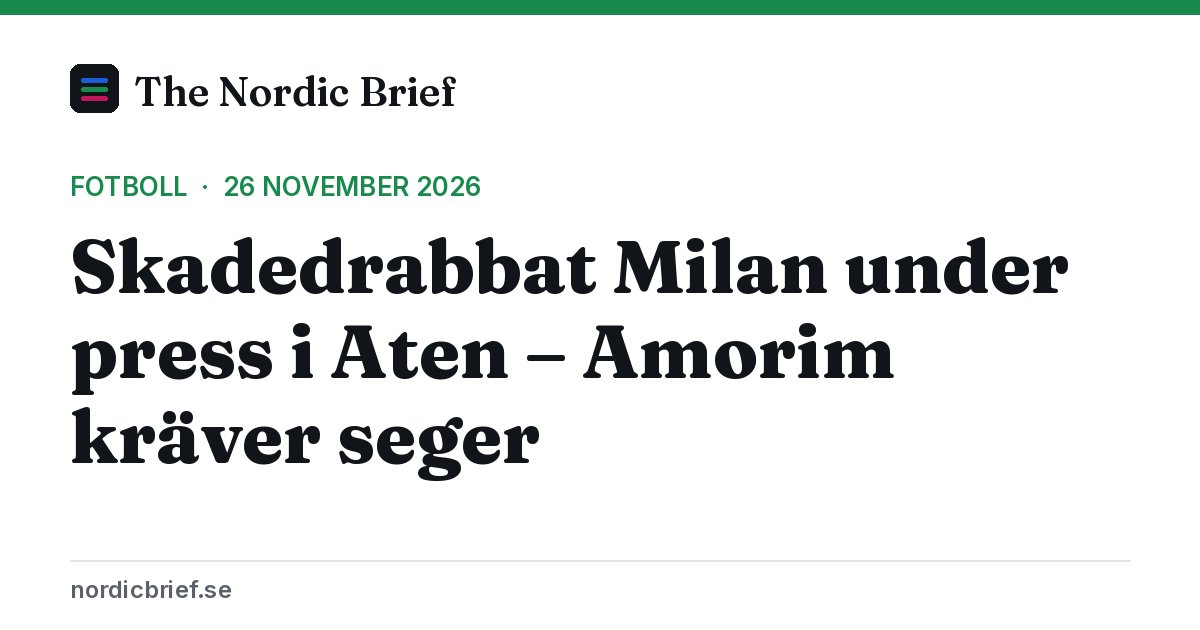 The Nordic Brief
FOTBOLL · 26 NOVEMBER 2026
Skadedrabbat Milan under
press i Aten – Amorim
kräver seger
nordicbrief.se